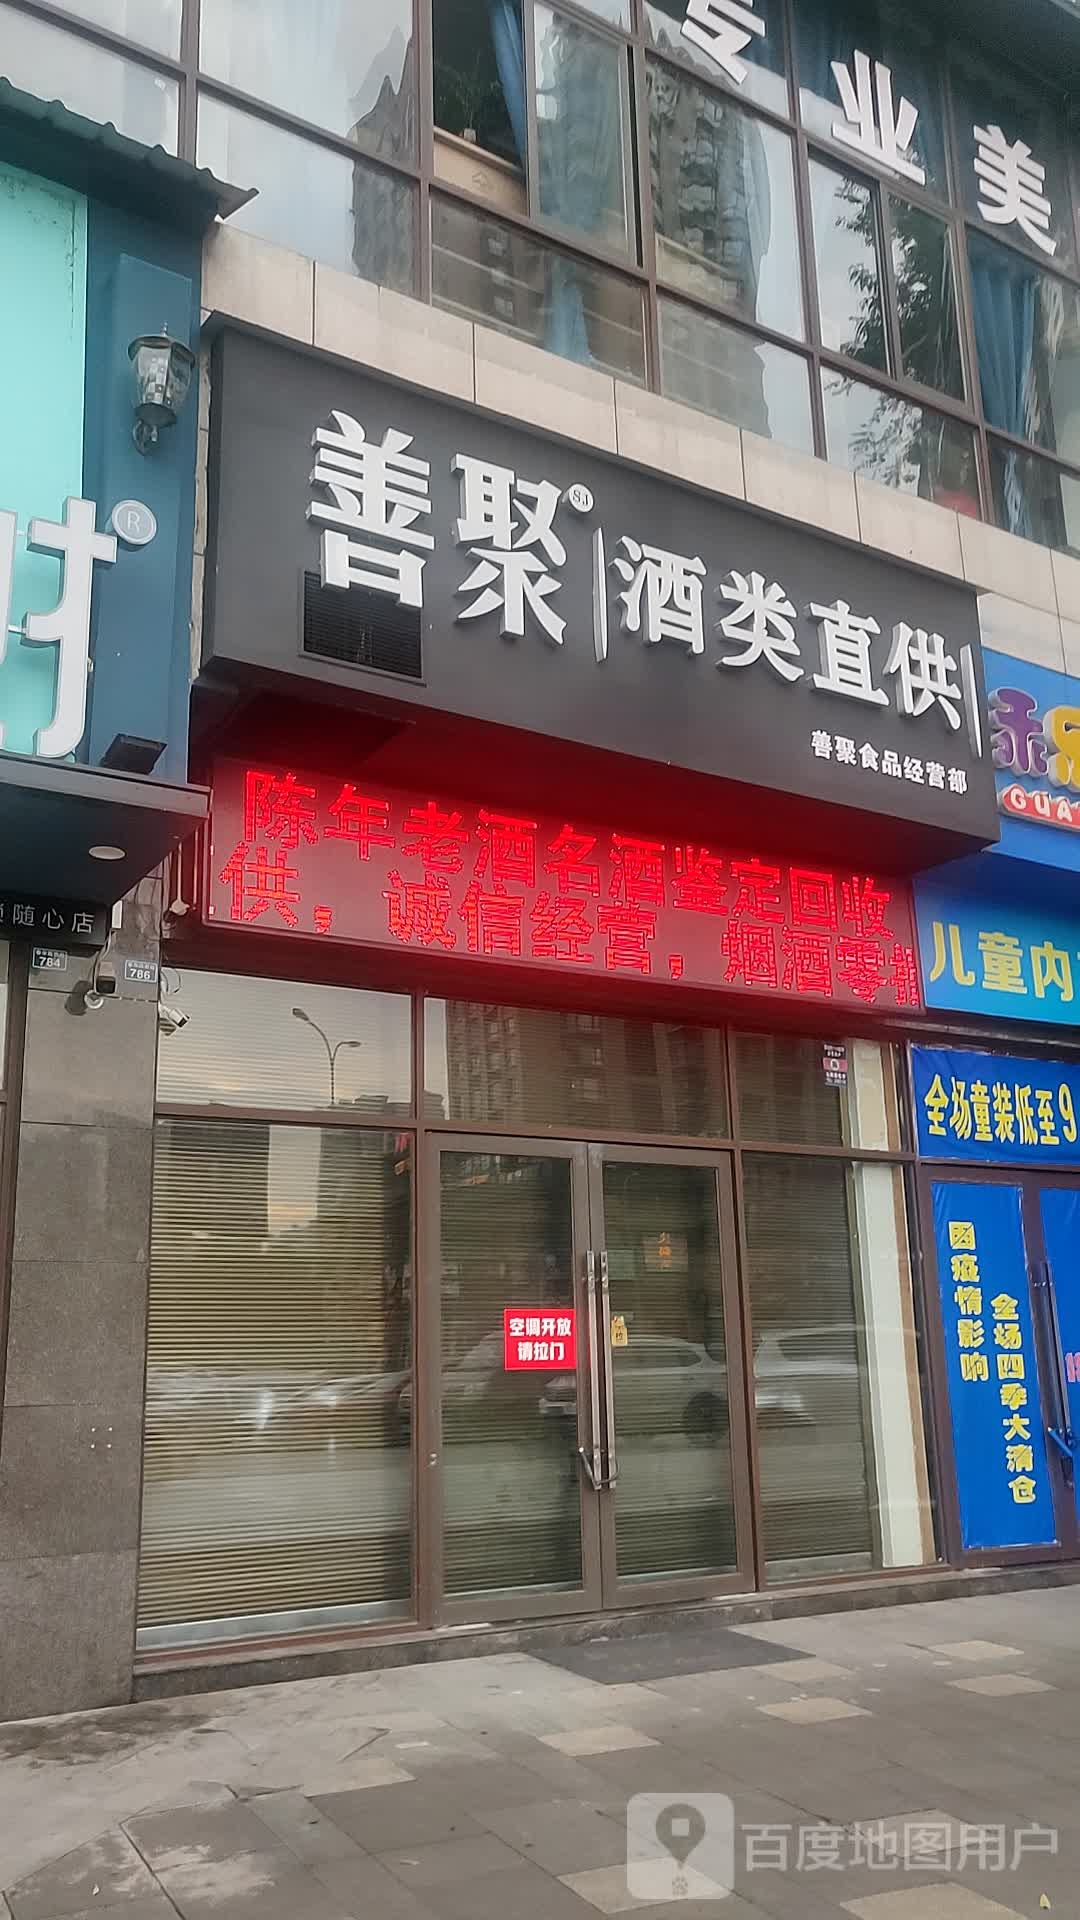 专业美
善聚
SJ
酒类直供
善聚食品经营部
R
陈年老酒名酒鉴定回收
供，诚信经营，烟酒零
随心店
784
786
乖
GUA
儿童内
全场童装低至9
因疫情影响
全场四季大清仓
空调开放
请拉门
百度地图用户